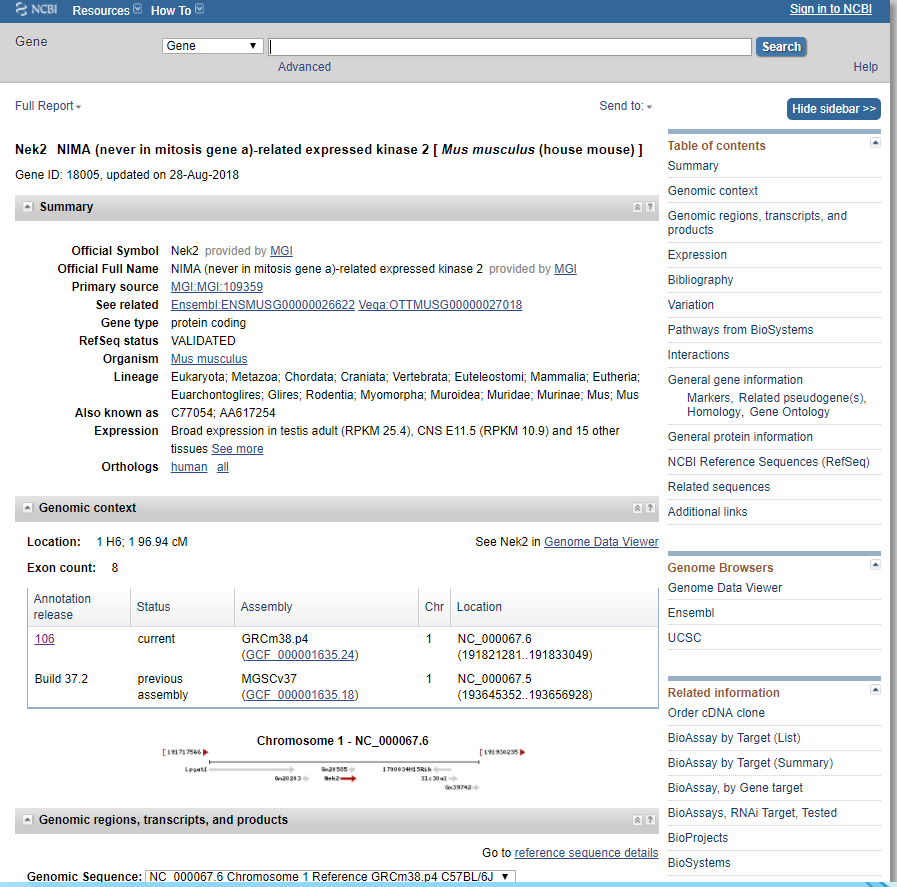 NCBI Resources How To Sign in to NCBI
Gene Gene Search
Advanced Help
Full Report Send to: Hide sidebar >>
Nek2 NIMA (never in mitosis gene a)-related expressed kinase 2 [ Mus musculus (house mouse) ]
Gene ID: 18005, updated on 28-Aug-2018
Summary
Official Symbol Nek2 provided by MGI
Official Full Name NIMA (never in mitosis gene a)-related expressed kinase 2 provided by MGI
Primary source MGI:MGI:109359
See related Ensembl:ENSMUSG00000026622 Vega:OTTMUSG00000027018
Gene type protein coding
RefSeq status VALIDATED
Organism Mus musculus
Lineage Eukaryota; Metazoa; Chordata; Craniata; Vertebrata; Euteleostomi; Mammalia; Eutheria;
Euarchontoglires; Glires; Rodentia; Myomorpha; Muroidea; Muridae; Murinae; Mus; Mus
Also known as C77054; AA617254
Expression Broad expression in testis adult (RPKM 25.4), CNS E11.5 (RPKM 10.9) and 15 other
tissues See more
Orthologs human all
Genomic context
Location: 1 H6; 1 96.94 cM See Nek2 in Genome Data Viewer
Exon count: 8
Annotation release Status Assembly Chr Location
106 current GRCm38.p4 1 NC_000067.6
(GCF_000001635.24) (191821281..191833049)
Build 37.2 previous MGSCv37 1 NC_000067.5
assembly (GCF_000001635.18) (193645352..193656928)
Chromosome 1 - NC_000067.6
[ 191717566 [ 191930235
Lpgat1 Gm20585 1700034H15Rik
Gm20203 Nek2 Slc30a1
Gm39742
Genomic regions, transcripts, and products
Go to reference sequence details
Genomic Sequence: NC_000067.6 Chromosome 1 Reference GRCm38.p4 C57BL/6J
Table of contents
Summary
Genomic context
Genomic regions, transcripts, and
products
Expression
Bibliography
Variation
Pathways from BioSystems
Interactions
General gene information
Markers, Related pseudogene(s),
Homology, Gene Ontology
General protein information
NCBI Reference Sequences (RefSeq)
Related sequences
Additional links
Genome Browsers
Genome Data Viewer
Ensembl
UCSC
Related information
Order cDNA clone
BioAssay by Target (List)
BioAssay by Target (Summary)
BioAssay, by Gene target
BioAssays, RNAi Target, Tested
BioProjects
BioSystems